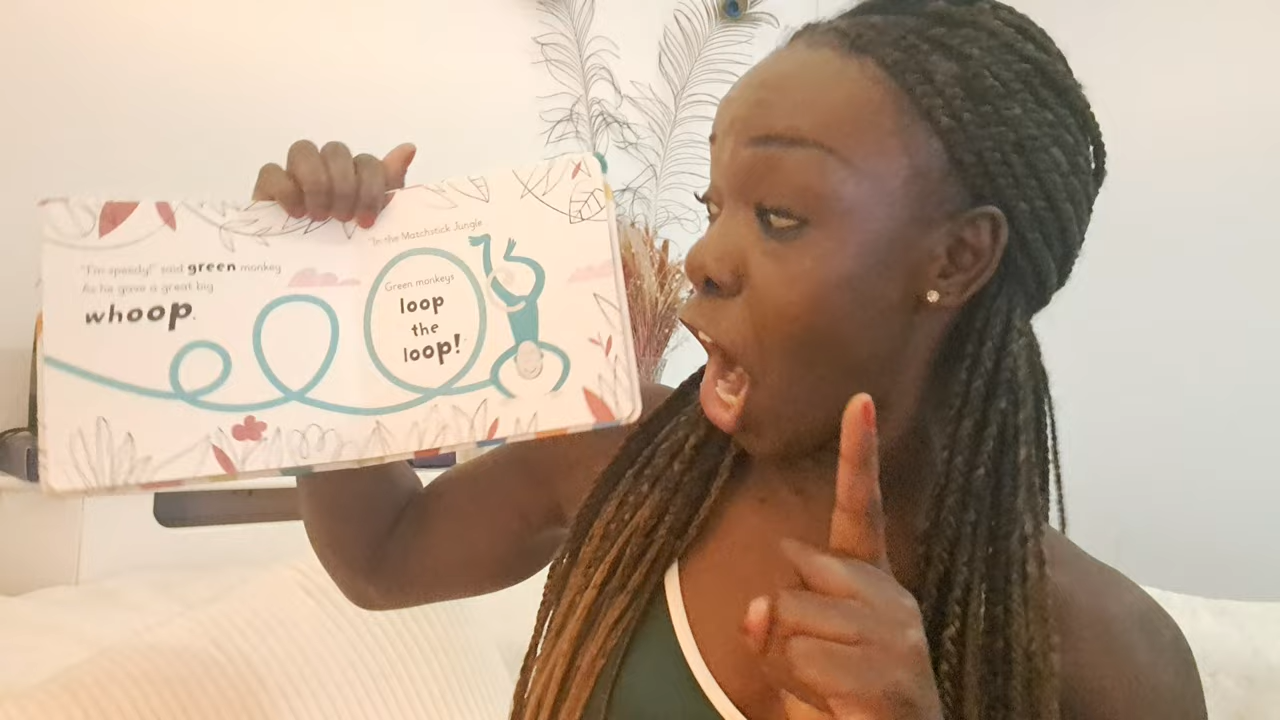 "I'm speedy!" said green monkey
As he gave a great big
whoop.
"In the Matchstick Jungle
Green monkeys
loop
the
loop!"